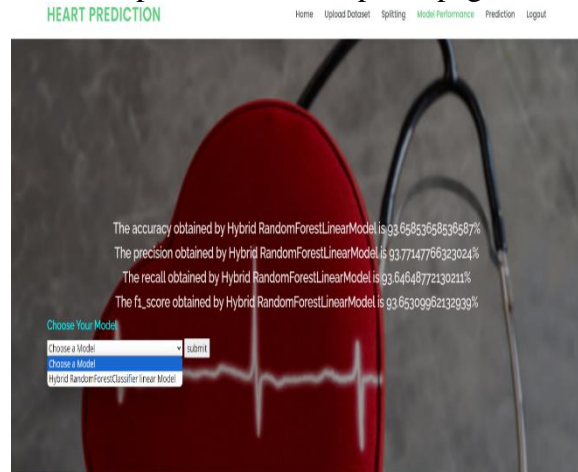 HEART PREDICTION
Home Upload Dataset Splitting Model Performance Prediction Logout
The accuracy obtained by Hybrid RandomForestLinearModel is 93.65853658536587%
The precision obtained by Hybrid RandomForestLinearModel is 93.77147766323024%
The recall obtained by Hybrid RandomForestLinearModel is 93.64648772130211%
The f1_score obtained by Hybrid RandomForestLinearModel is 93.65309962132939%
Choose Your Model
Choose a Model submit
Choose a Model
Hybrid RandomForestClassifier linear Model